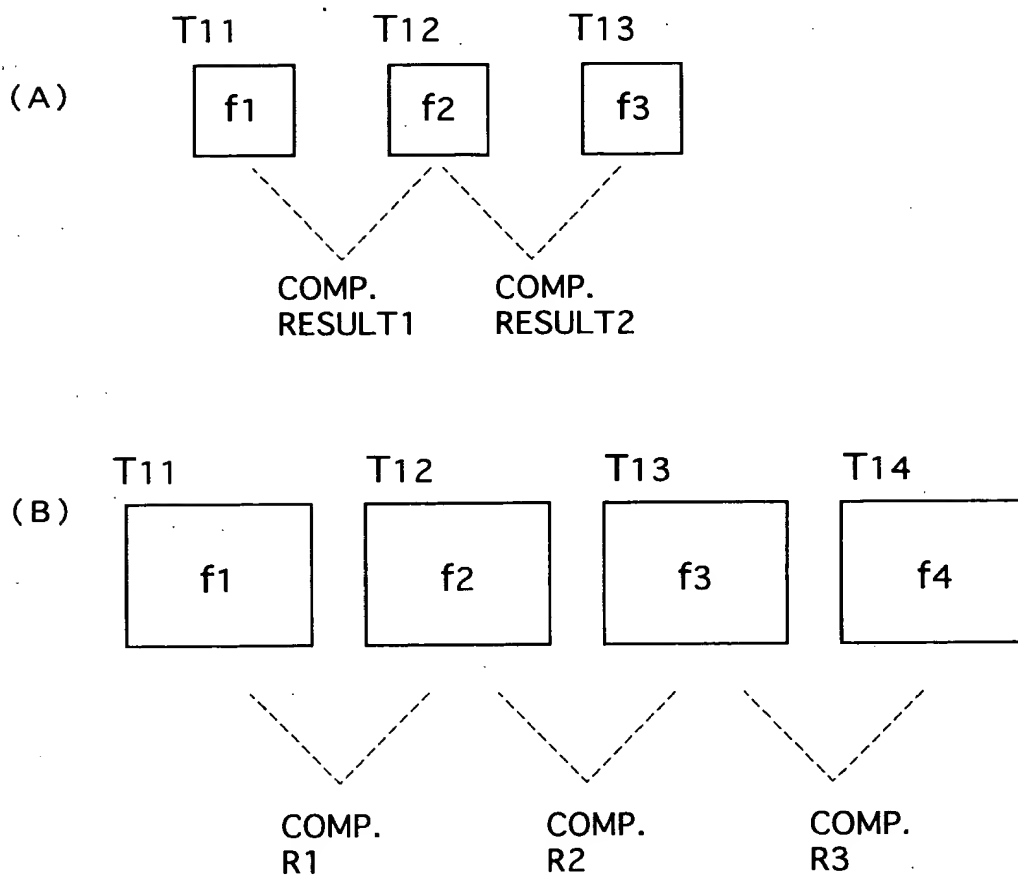 T11 T12 T13
(A)
f1 f2 f3
COMP. COMP.
RESULT1 RESULT2
T11 T12 T13 T14
(B)
f1 f2 f3 f4
COMP. COMP. COMP.
R1 R2 R3